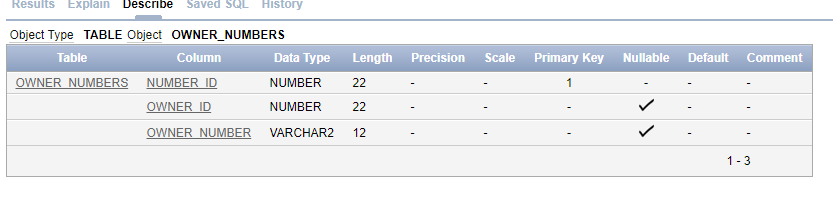 Results Explain Describe Saved SQL History
Object Type TABLE Object OWNER_NUMBERS
Table Column Data Type Length Precision Scale Primary Key Nullable Default Comment
OWNER_NUMBERS NUMBER_ID NUMBER 22 - - 1 - - -
OWNER_ID NUMBER 22 - - - ✓ - -
OWNER_NUMBER VARCHAR2 12 - - - ✓ - -
1 - 3